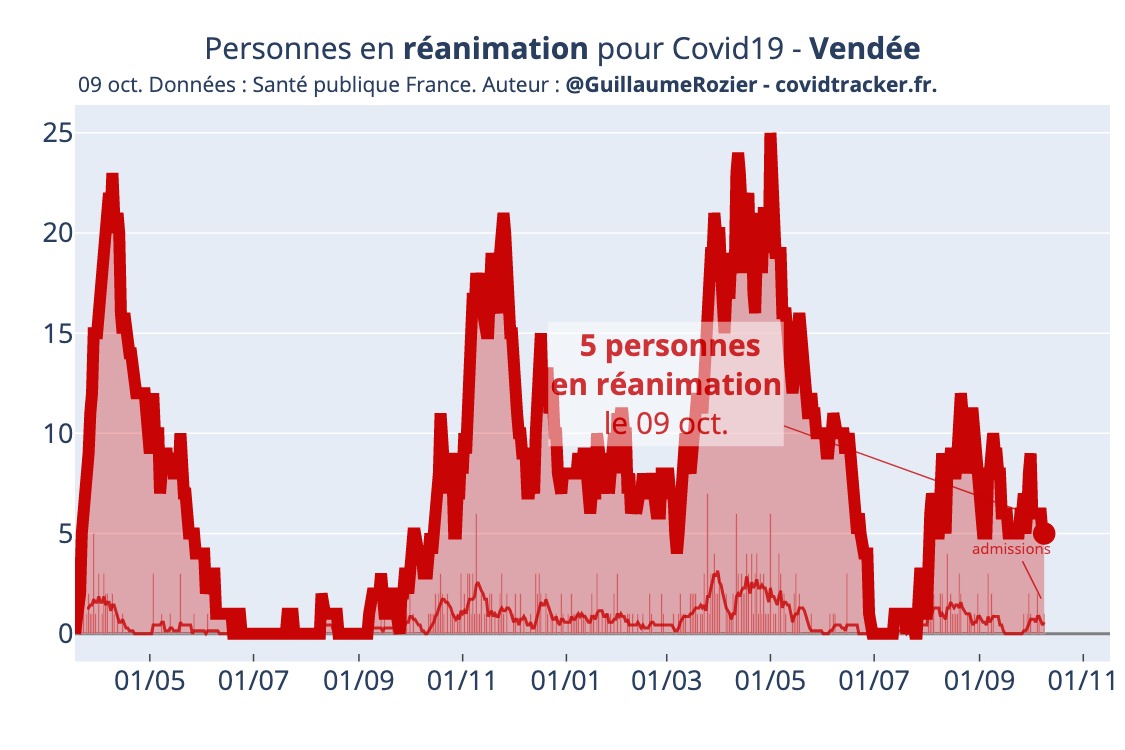 Personnes en réanimation pour Covid19 - Vendée
09 oct. Données : Santé publique France. Auteur : @GuillaumeRozier - covidtracker.fr.
25
20
15
10
5
0
5 personnes
en réanimation
le 09 oct.
admissions
01/05 01/07 01/09 01/11 01/01 01/03 01/05 01/07 01/09 01/11